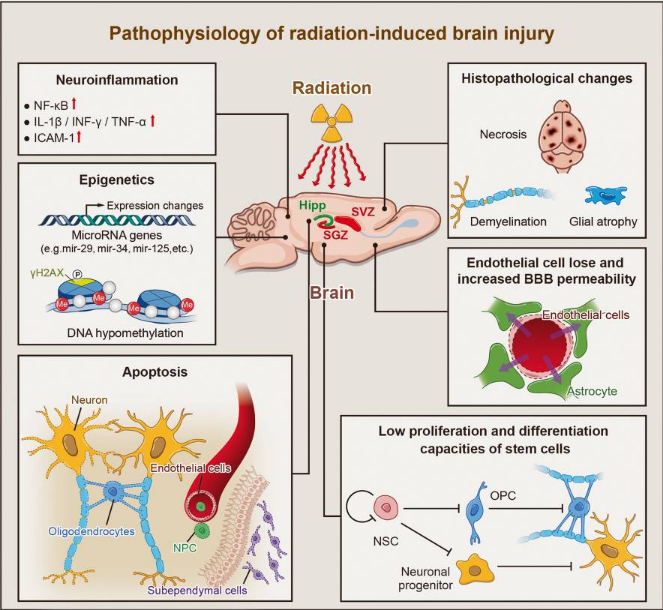 Pathophysiology of radiation-induced brain injury
Neuroinflammation
● NF-κB
● IL-1β / INF-γ / TNF-α
● ICAM-1
Epigenetics
Expression changes
MicroRNA genes
(e.g.mir-29, mir-34, mir-125,etc.)
γH2AX
P
Me
Me
Me
Me
DNA hypomethylation
Radiation
Hipp
SVZ
SGZ
Brain
Histopathological changes
Necrosis
Demyelination
Glial atrophy
Endothelial cell lose and
increased BBB permeability
Endothelial cells
Astrocyte
Apoptosis
Neuron
Endothelial cells
Oligodendrocytes
NPC
Subependymal cells
Low proliferation and differentiation
capacities of stem cells
OPC
NSC
Neuronal
progenitor